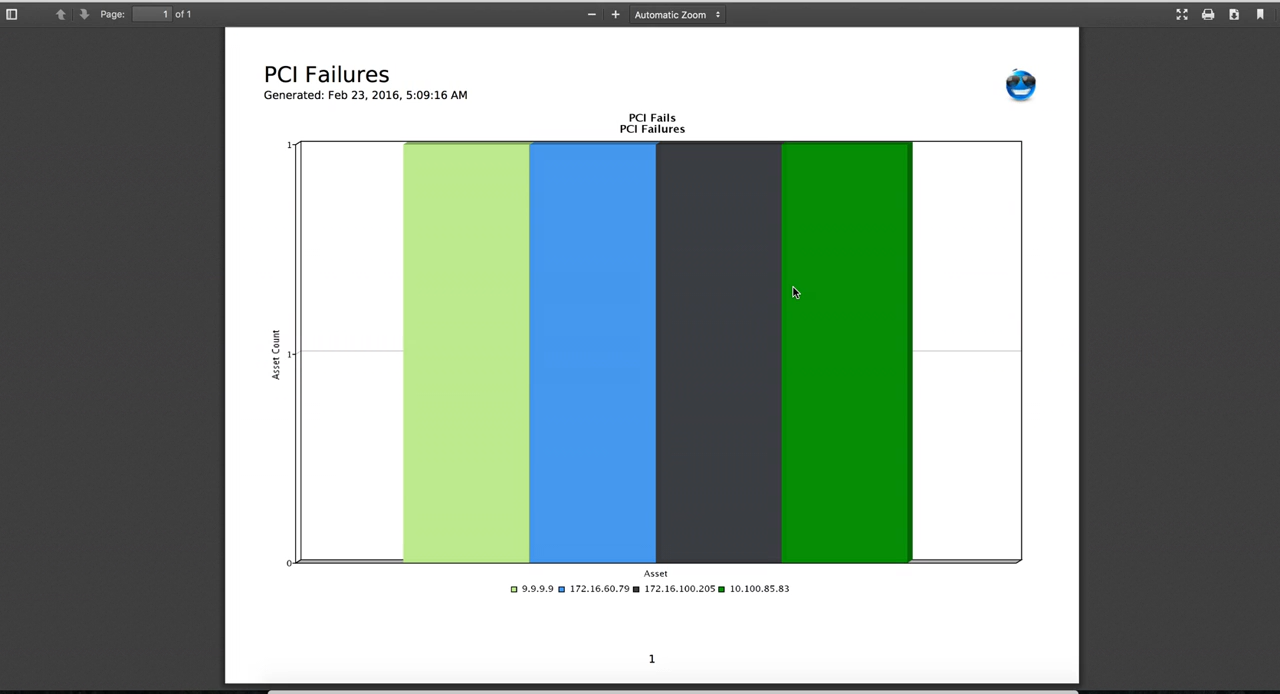 Page: 1 of 1
Automatic Zoom
PCI Failures
Generated: Feb 23, 2016, 5:09:16 AM
PCI Fails
PCI Failures
1
1
0
Asset Count
Asset
9.9.9.9 172.16.60.79 172.16.100.205 10.100.85.83
1